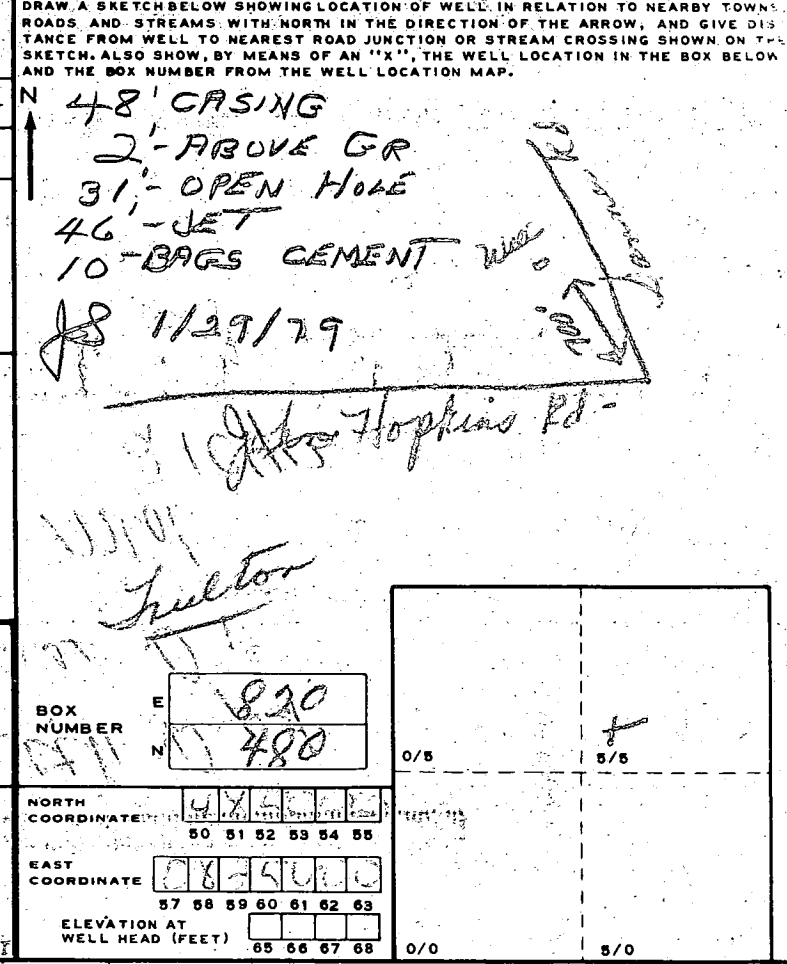 DRAW A SKETCH BELOW SHOWING LOCATION OF WELL IN RELATION TO NEARBY TOWNS
ROADS AND STREAMS WITH NORTH IN THE DIRECTION OF THE ARROW, AND GIVE DIS
TANCE FROM WELL TO NEAREST ROAD JUNCTION OR STREAM CROSSING SHOWN ON THE
SKETCH. ALSO SHOW, BY MEANS OF AN "X", THE WELL LOCATION IN THE BOX BELOW
AND THE BOX NUMBER FROM THE WELL LOCATION MAP.
N
48' CASING
2'- ABOVE GR
31'- OPEN HOLE
46'- JET
10 - BAGS CEMENT
JS 1/29/79
Rd.
Hopkins Rd -
Fulton
BOX NUMBER
E 820
N 480
0/5 5/5
NORTH COORDINATE
50 51 52 53 54 55
EAST COORDINATE
57 58 59 60 61 62 63
ELEVATION AT
WELL HEAD (FEET)
65 66 67 68
0/0 5/0